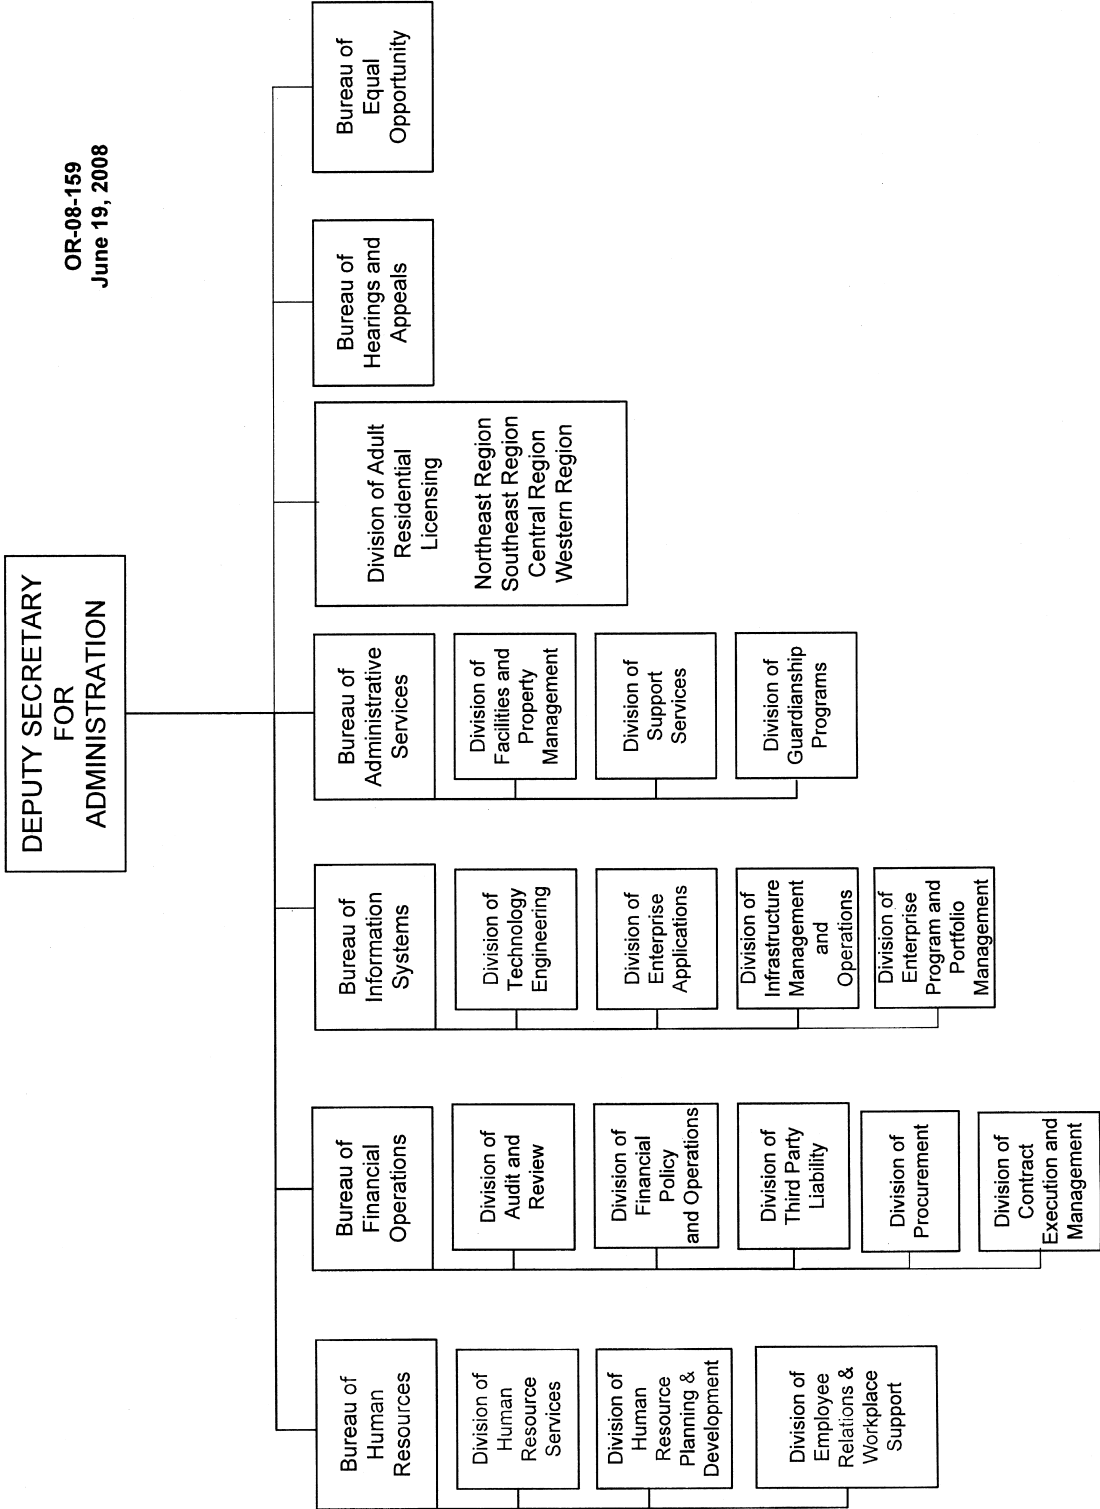 OR-08-159
June 19, 2008
DEPUTY SECRETARY
FOR
ADMINISTRATION
Bureau of
Human
Resources
Division of
Human
Resource
Services
Division of
Human
Resource
Planning &
Development
Division of
Employee
Relations &
Workplace
Support
Bureau of
Financial
Operations
Division of
Audit and
Review
Division of
Financial
Policy
and Operations
Division of
Third Party
Liability
Division of
Procurement
Division of
Contract
Execution and
Management
Bureau of
Information
Systems
Division of
Technology
Engineering
Division of
Enterprise
Applications
Division of
Infrastructure
Management
and
Operations
Division of
Enterprise
Program and
Portfolio
Management
Bureau of
Administrative
Services
Division of
Facilities and
Property
Management
Division of
Support
Services
Division of
Guardianship
Programs
Division of Adult
Residential
Licensing
Northeast Region
Southeast Region
Central Region
Western Region
Bureau of
Hearings and
Appeals
Bureau of
Equal
Opportunity